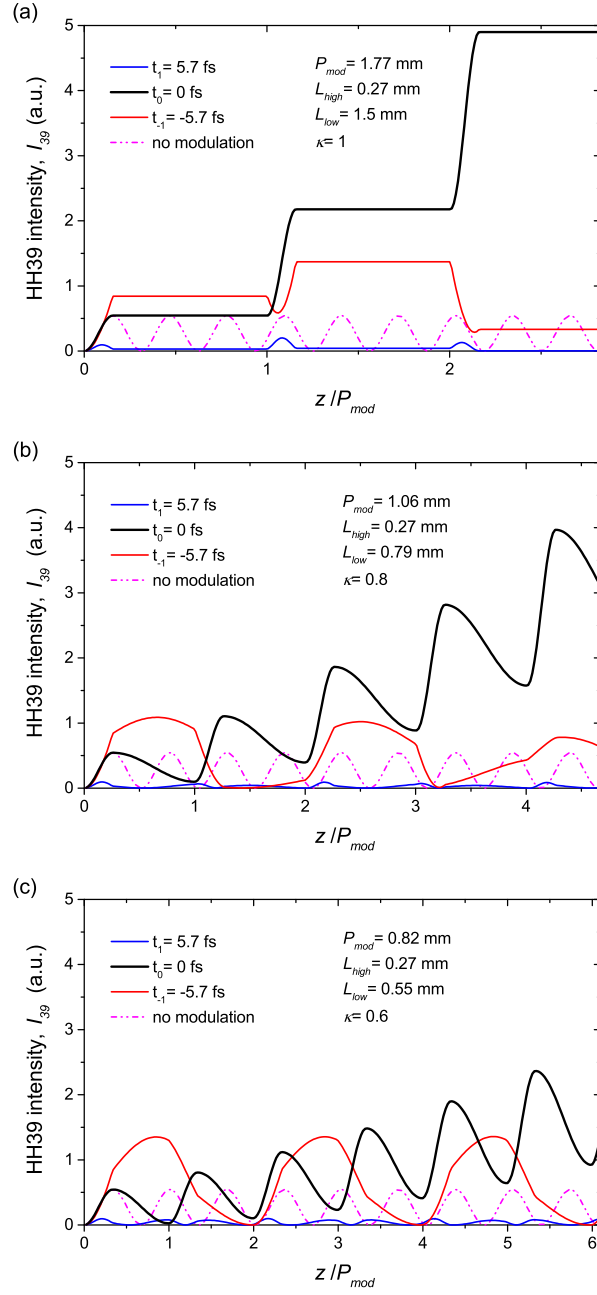 (a)
HH39 intensity, I39 (a.u.)
5
4
3
2
1
0
t1= 5.7 fs
t0= 0 fs
t-1= -5.7 fs
no modulation
Pmod= 1.77 mm
Lhigh= 0.27 mm
Llow= 1.5 mm
κ= 1
0 1 2
z /Pmod
(b)
HH39 intensity, I39 (a.u.)
5
4
3
2
1
0
t1= 5.7 fs
t0= 0 fs
t-1= -5.7 fs
no modulation
Pmod= 1.06 mm
Lhigh= 0.27 mm
Llow= 0.79 mm
κ= 0.8
0 1 2 3 4
z /Pmod
(c)
HH39 intensity, I39 (a.u.)
5
4
3
2
1
0
t1= 5.7 fs
t0= 0 fs
t-1= -5.7 fs
no modulation
Pmod= 0.82 mm
Lhigh= 0.27 mm
Llow= 0.55 mm
κ= 0.6
0 1 2 3 4 5 6
z /Pmod